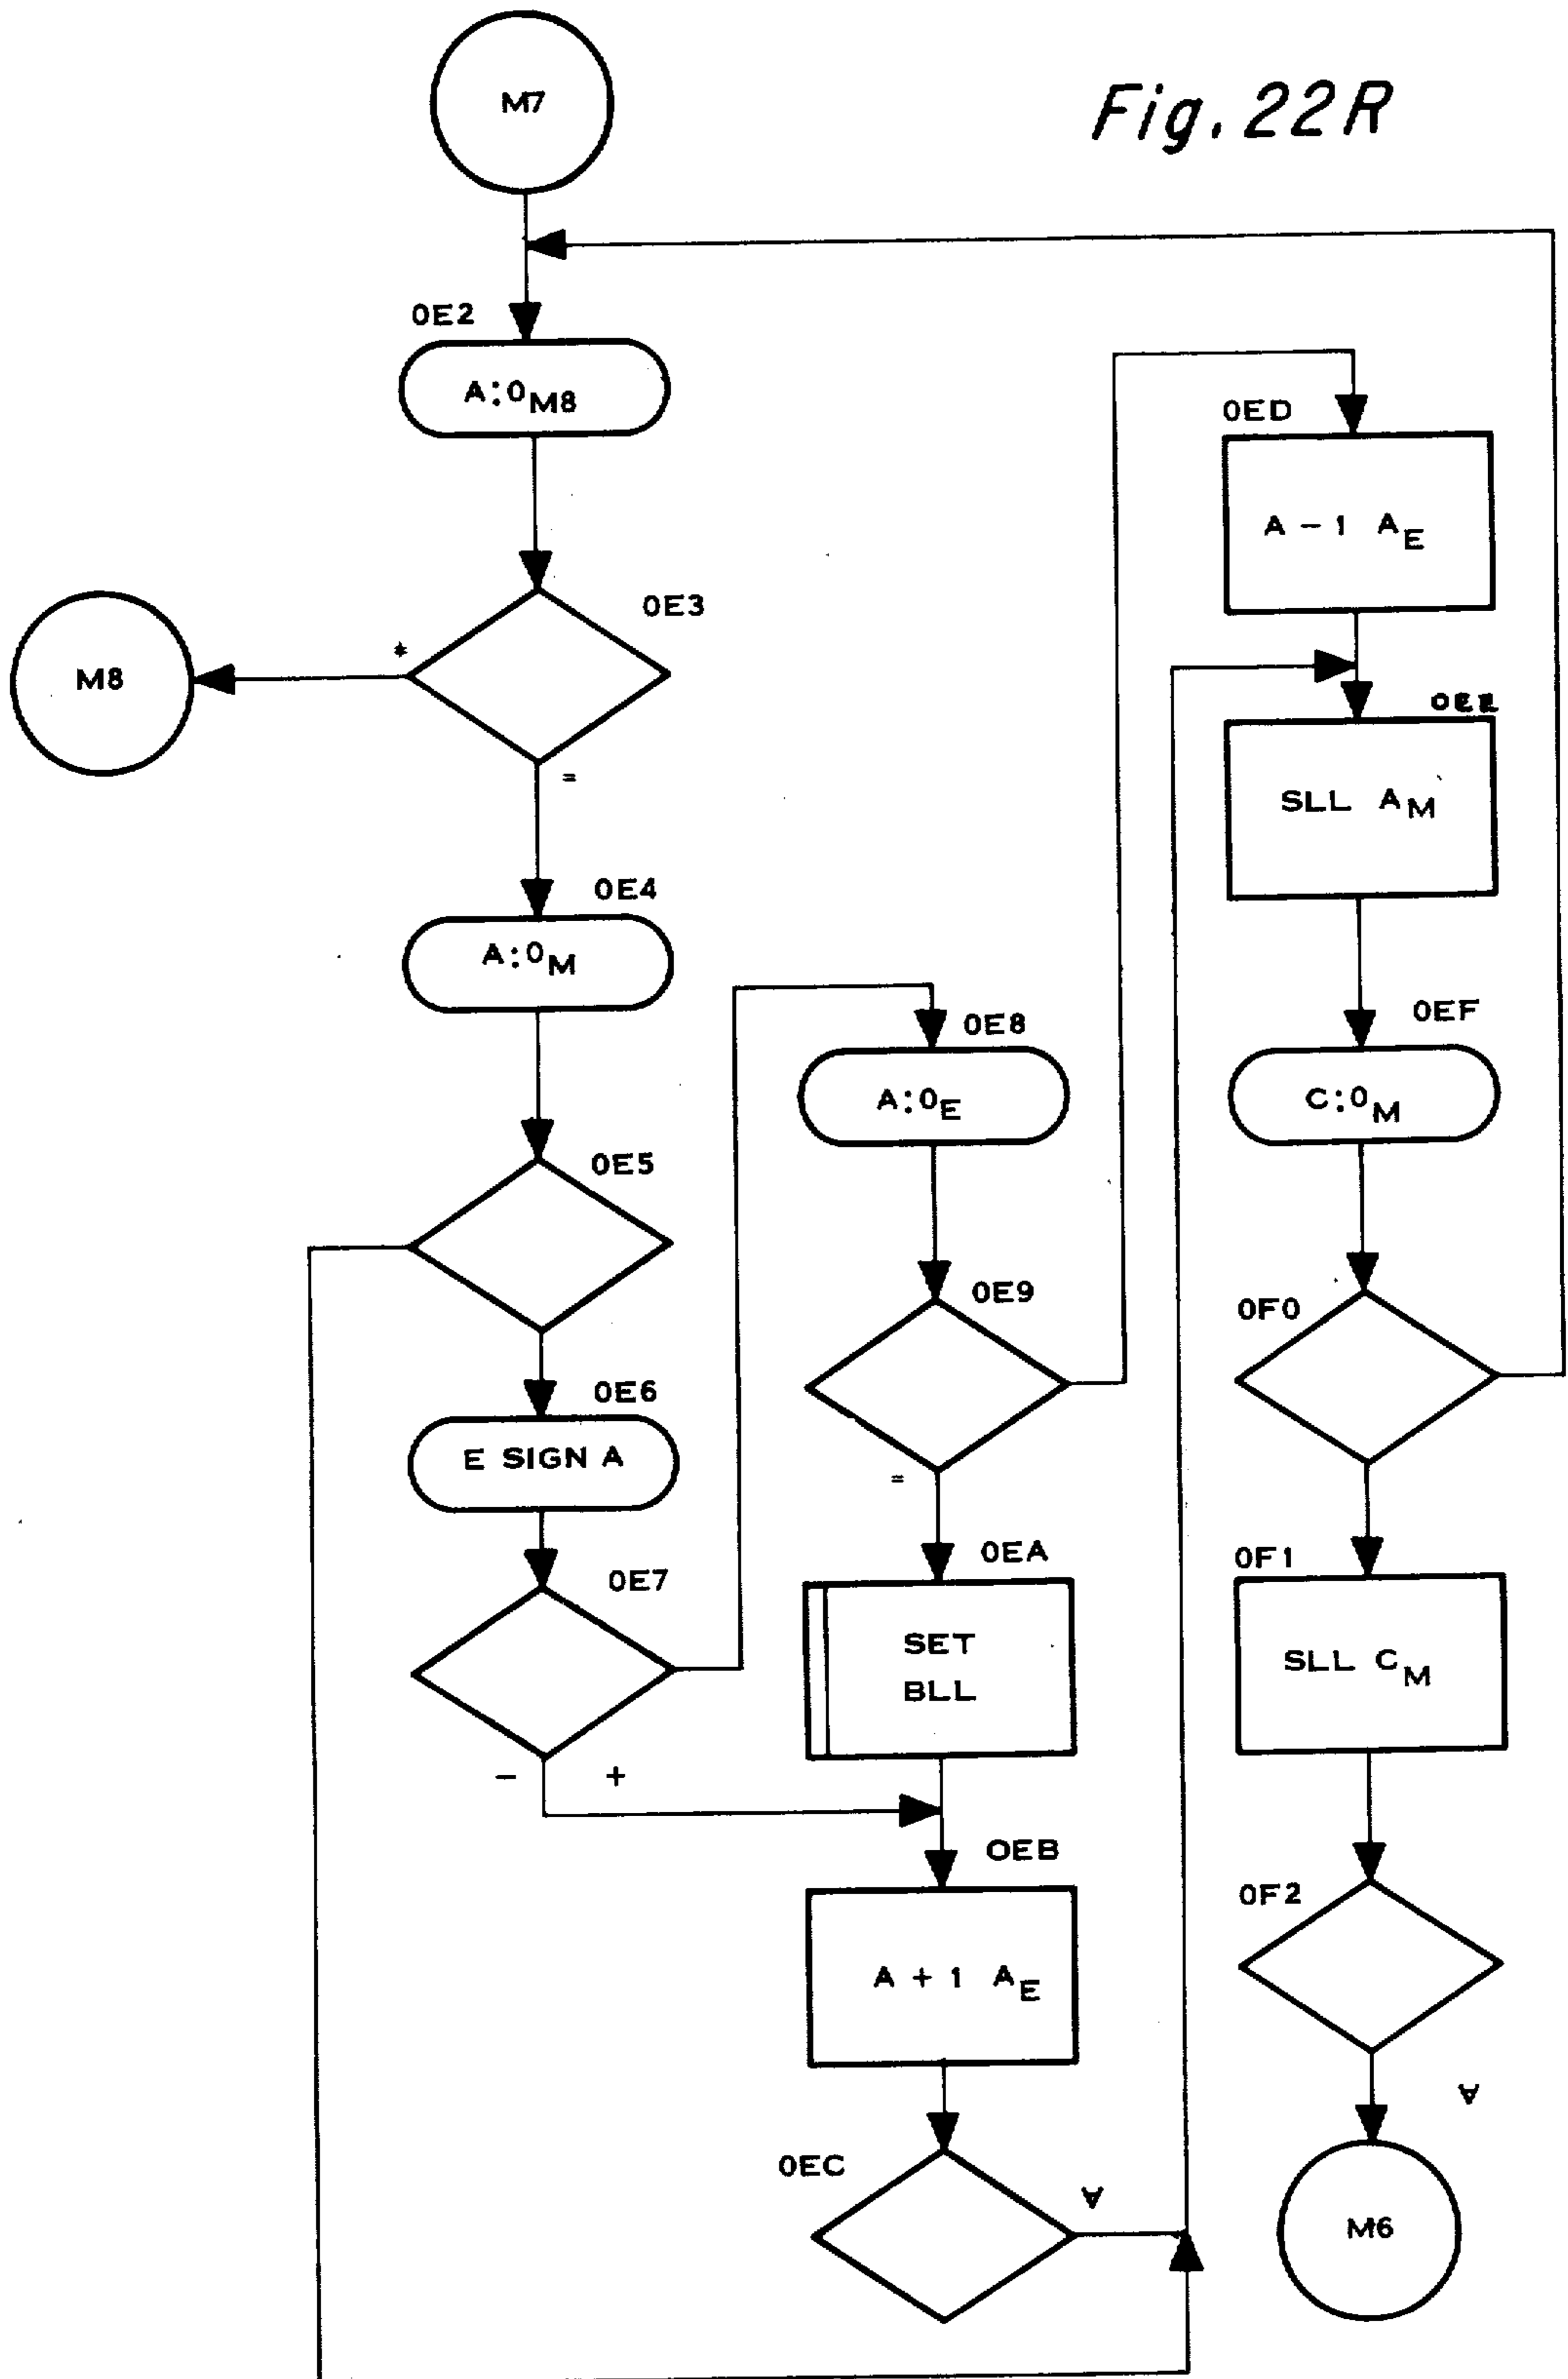 Fig. 22R
M7
0E2
A:0M8
0E3
*
M8
=
0E4
A:0M
0E5
0E6
E SIGN A
0E7
- +
0E8
A:0E
0E9
=
0EA
SET
BLL
0EB
A + 1 AE
0EC
∀
0ED
A - 1 AE
0EE
SLL AM
0EF
C:0M
0F0
0F1
SLL CM
0F2
∀
M6